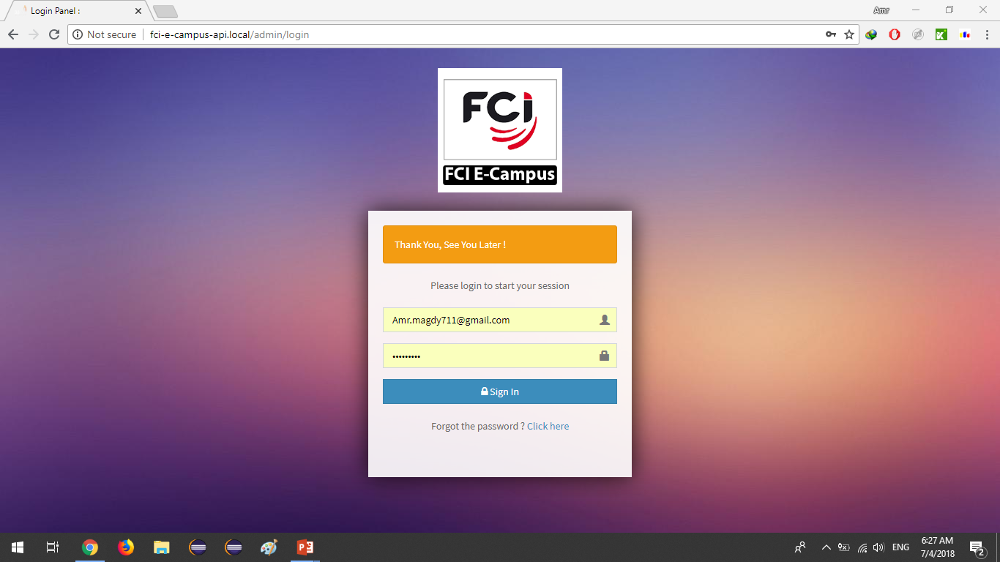 Login Panel :
Amr
Not secure
fci-e-campus-api.local/admin/login
FCi
FCI E-Campus
Thank You, See You Later !
Please login to start your session
Amr.magdy711@gmail.com
•••••••••
Sign In
Forgot the password ? Click here
ENG
6:27 AM
7/4/2018
2